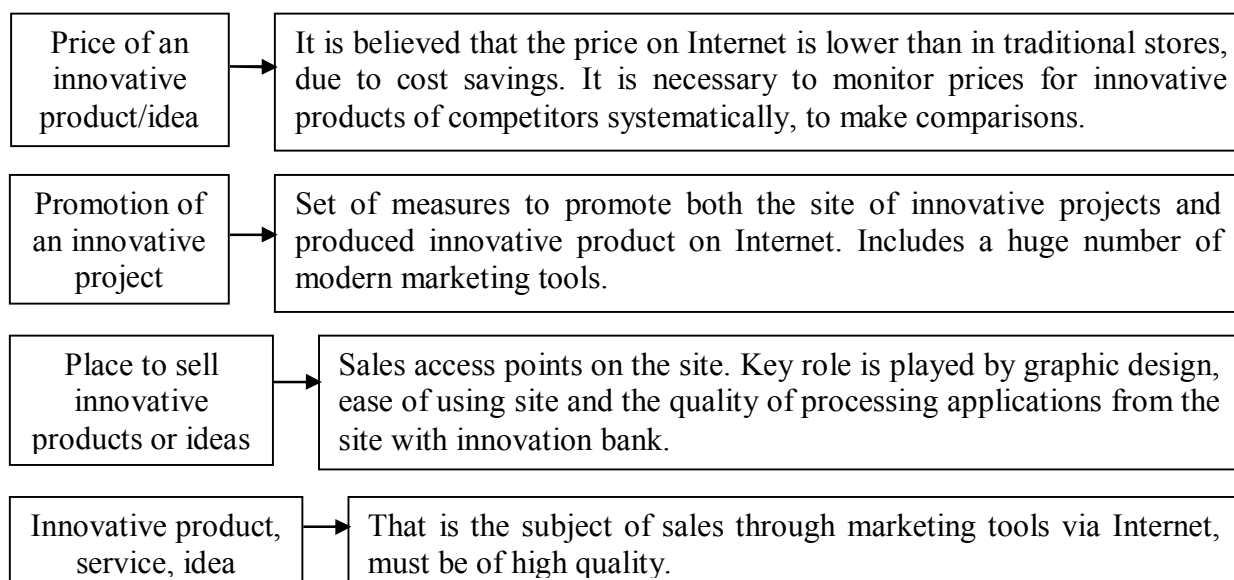 Price of an
innovative
product/idea
It is believed that the price on Internet is lower than in traditional stores,
due to cost savings. It is necessary to monitor prices for innovative
products of competitors systematically, to make comparisons.
Promotion of
an innovative
project
Set of measures to promote both the site of innovative projects and
produced innovative product on Internet. Includes a huge number of
modern marketing tools.
Place to sell
innovative
products or ideas
Sales access points on the site. Key role is played by graphic design,
ease of using site and the quality of processing applications from the
site with innovation bank.
Innovative product,
service, idea
That is the subject of sales through marketing tools via Internet,
must be of high quality.